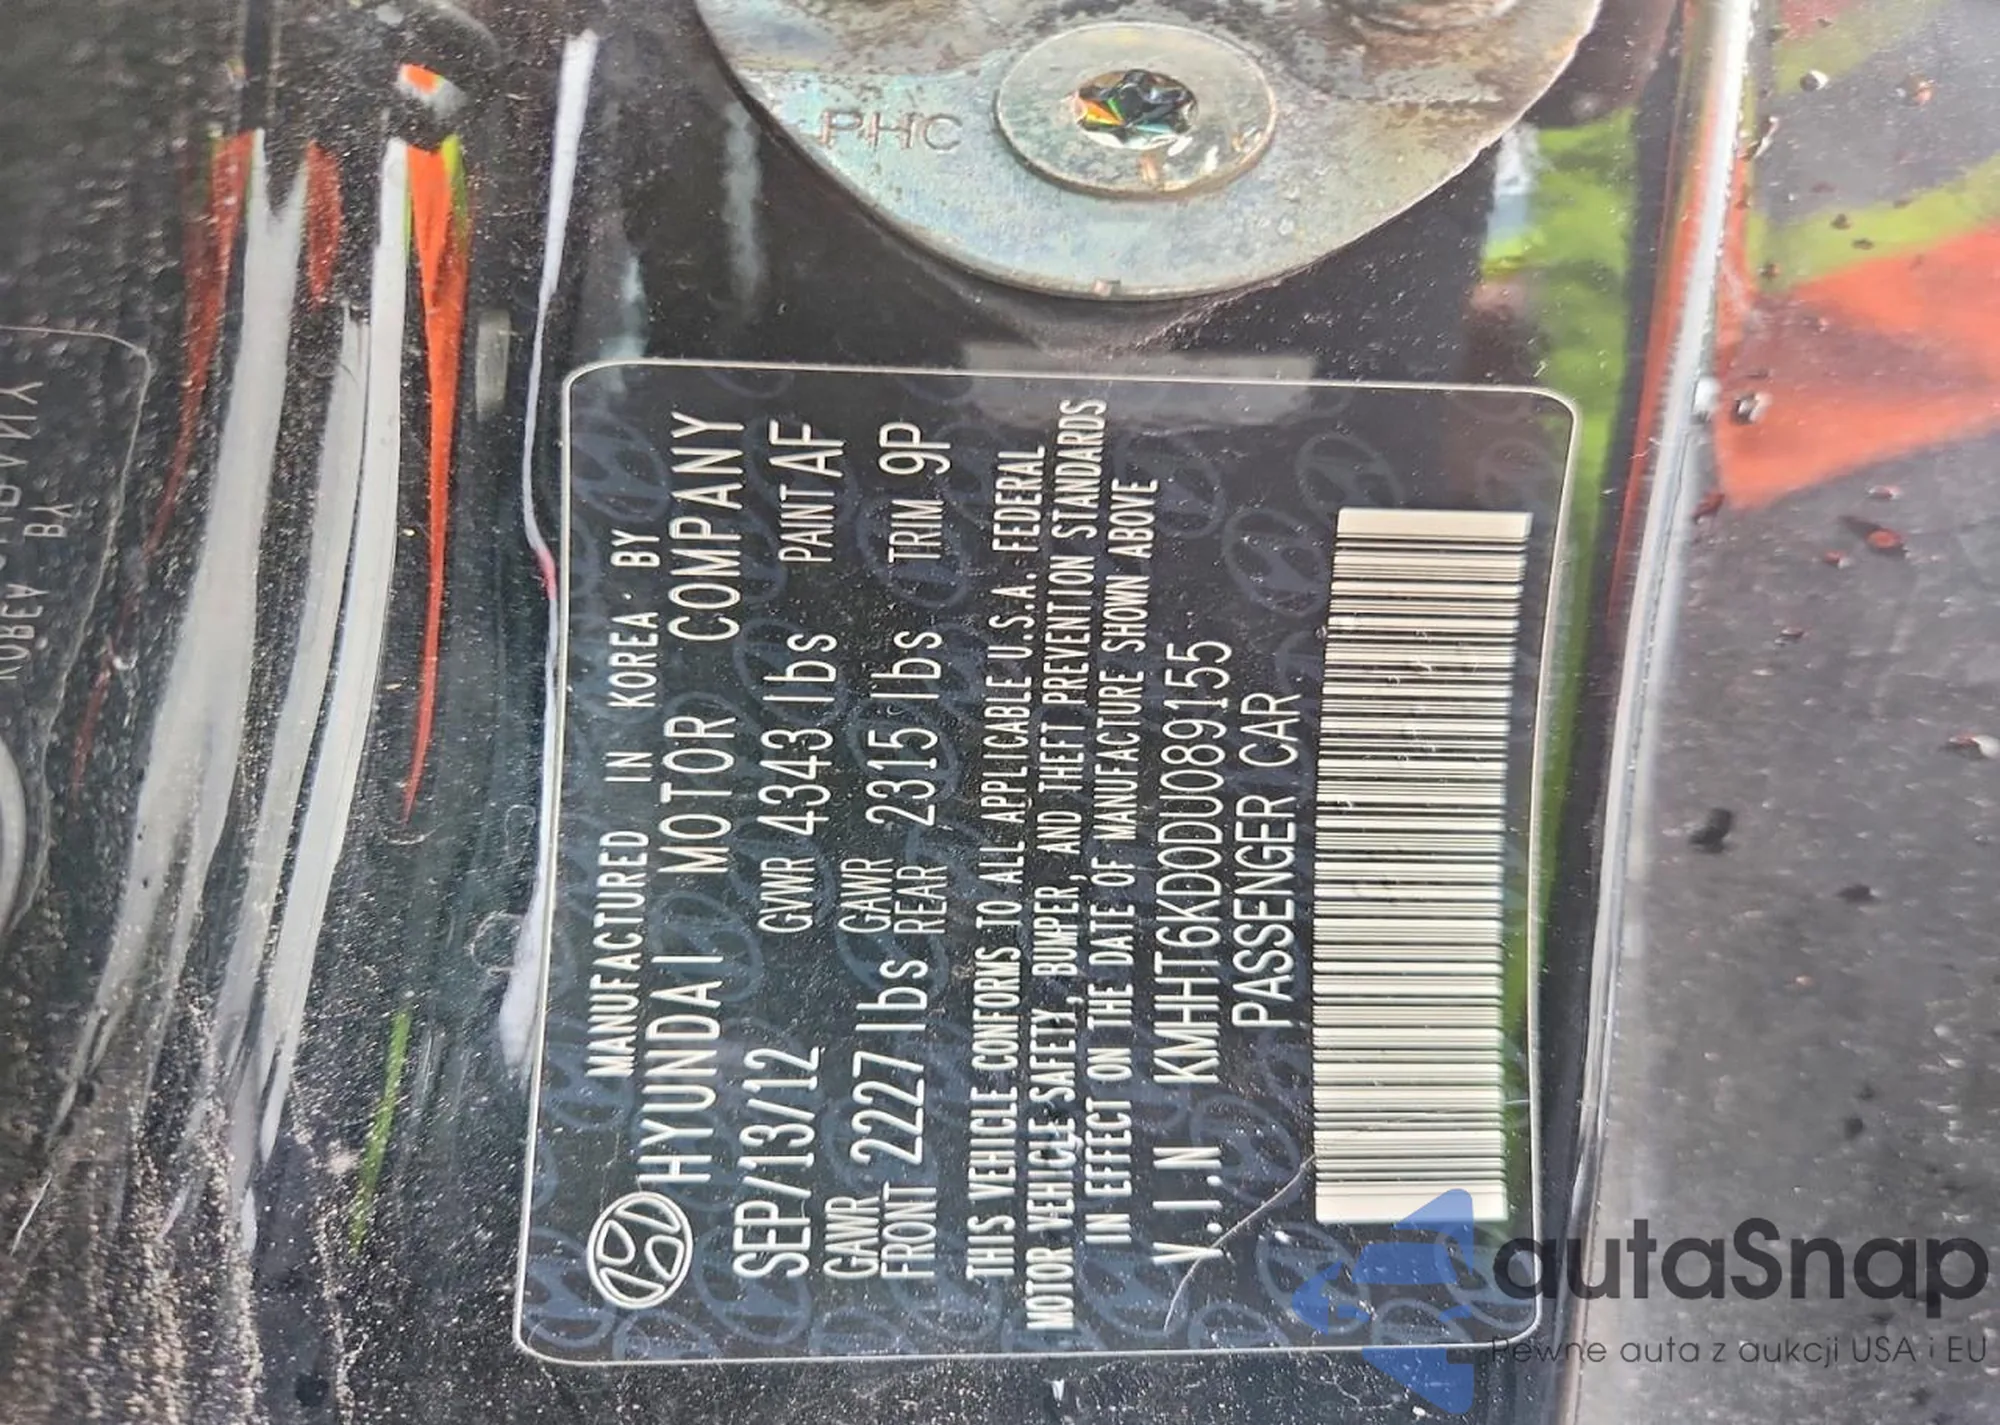 PHC
MANUFACTURED IN KOREA · BY
HYUNDAI MOTOR COMPANY
SEP/13/12 GVWR 4343 lbs PAINT AF
GAWR FRONT 2227 lbs GAWR REAR 2315 lbs TRIM 9P
THIS VEHICLE CONFORMS TO ALL APPLICABLE U.S.A. FEDERAL
MOTOR VEHICLE SAFETY, BUMPER, AND THEFT PREVENTION STANDARDS
IN EFFECT ON THE DATE OF MANUFACTURE SHOWN ABOVE
V.I.N KMHHT6KD0DU089155
PASSENGER CAR
KOREA
BY
autaSnap
Pewne auta z aukcji USA i EU